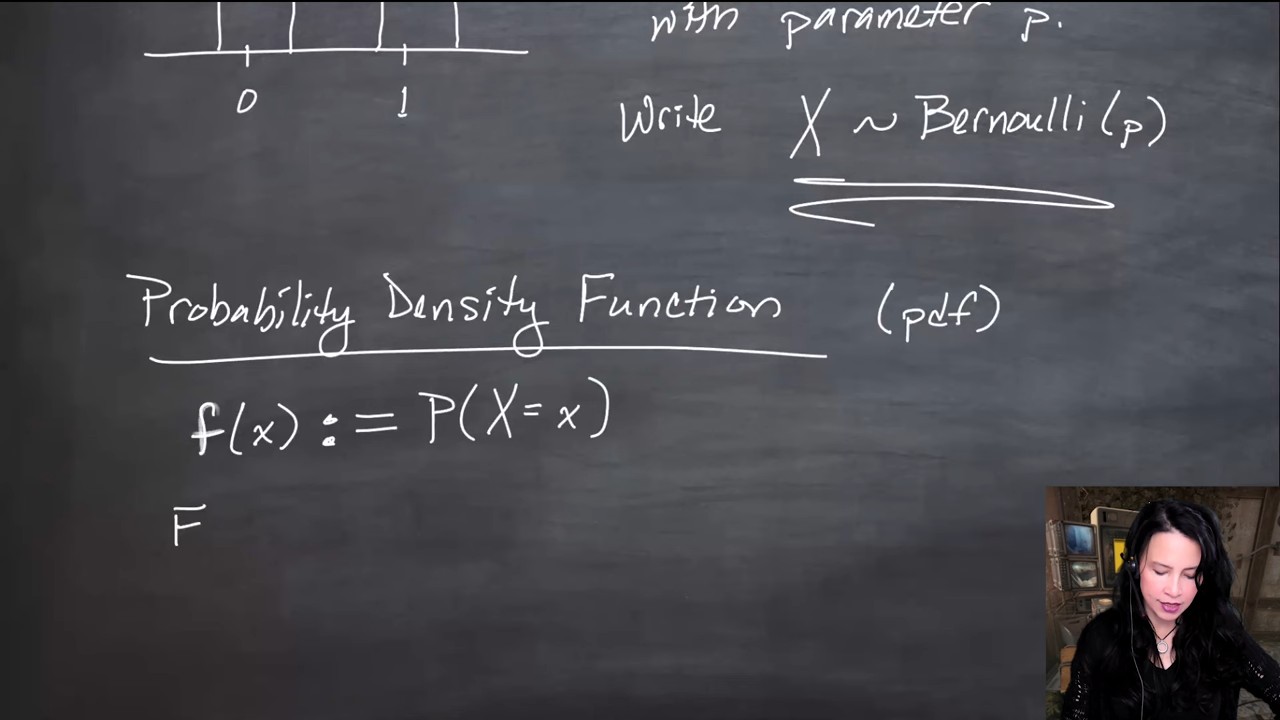 with parameter p.
0 1
Write X ~ Bernoulli(p)
Probability Density Function (pdf)
f(x) := P(X = x)
F